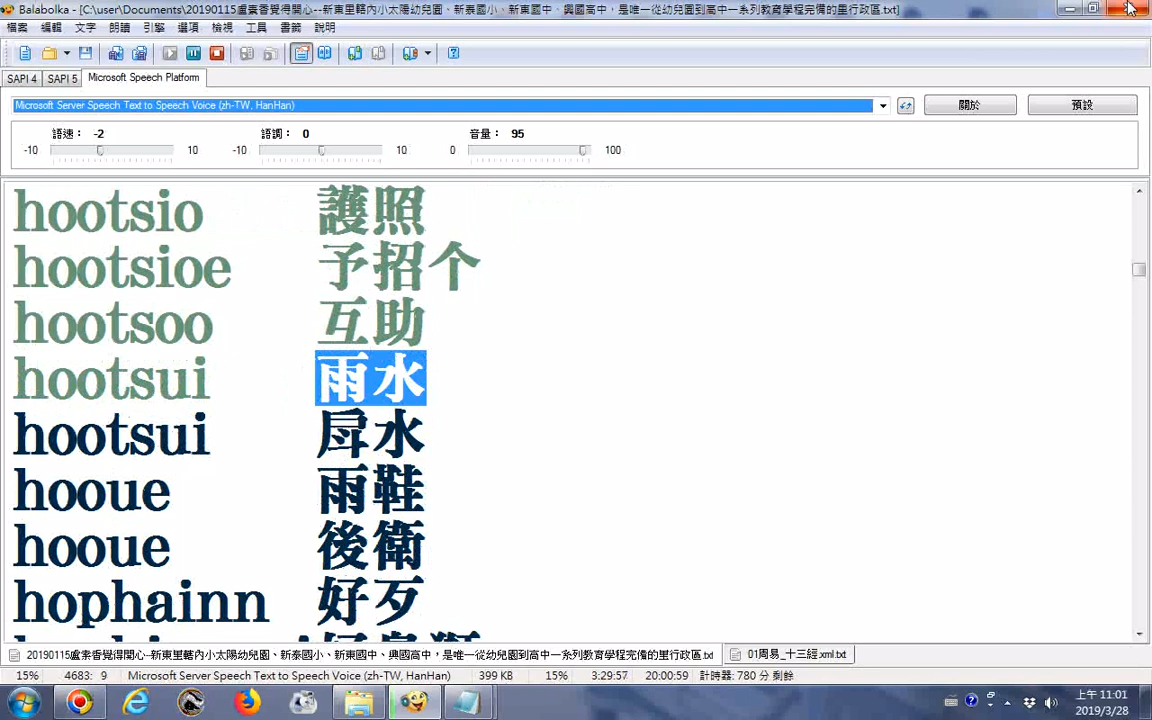 Balabolka - [C:\user\Documents\20190115盧素香覺得開心--新東里轄內小太陽幼兒園、新泰國小、新東國中、興國高中，是唯一從幼兒園到高中一系列教育學程完備的里行政區.txt]
檔案 編輯 文字 朗讀 引擎 選項 檢視 工具 書籤 說明
SAPI 4 SAPI 5 Microsoft Speech Platform
Microsoft Server Speech Text to Speech Voice (zh-TW, HanHan) 關於 預設
語速： -2 語調： 0 音量： 95
-10 10 -10 10 0 100
hootsio 護照
hootsioe 予招个
hootsoo 互助
hootsui 雨水
hootsui 戽水
hooue 雨鞋
hooue 後衛
hophainn 好歹
20190115盧素香覺得開心--新東里轄內小太陽幼兒園、新泰國小、新東國中、興國高中，是唯一從幼兒園到高中一系列教育學程完備的里行政區.txt 01周易_十三經.xml.txt
15% 4683: 9 Microsoft Server Speech Text to Speech Voice (zh-TW, HanHan) 399 KB 15% 3:29:57 20:00:59 計時器: 780 分 剩餘
上午 11:01
2019/3/28